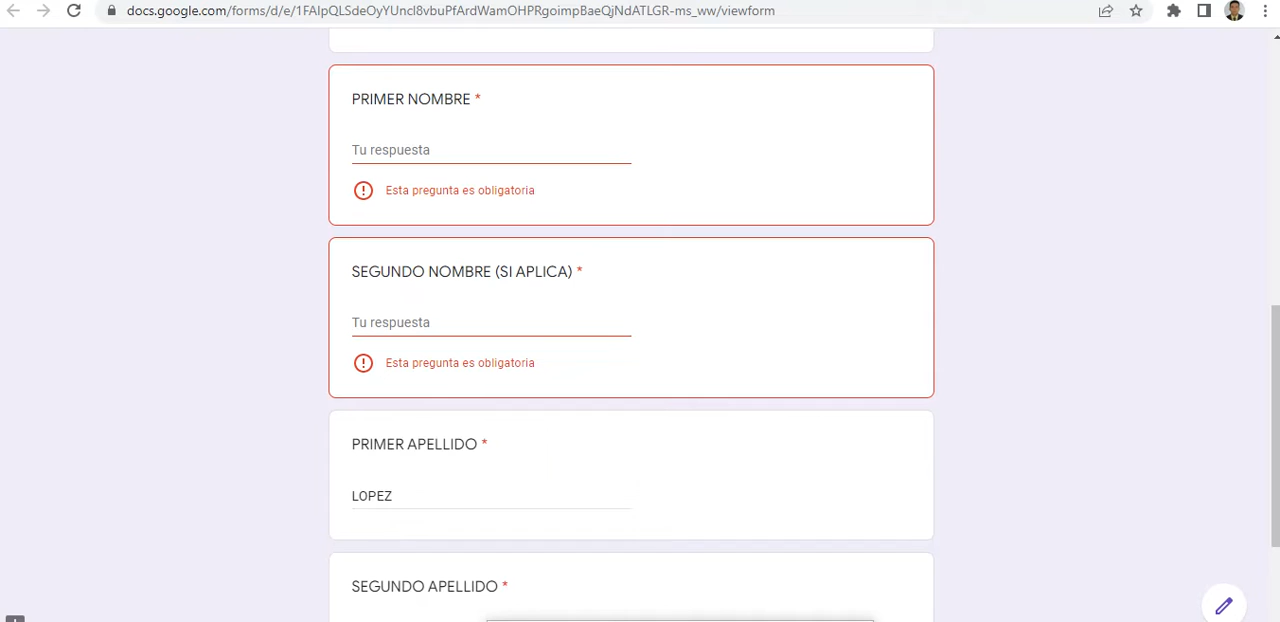 docs.google.com/forms/d/e/1FAIpQLSdeOyYUncl8vbuPfArdWamOHPRgoimpBaeQjNdATLGR-ms_ww/viewform
PRIMER NOMBRE *
Tu respuesta
Esta pregunta es obligatoria
SEGUNDO NOMBRE (SI APLICA) *
Tu respuesta
Esta pregunta es obligatoria
PRIMER APELLIDO *
LOPEZ
SEGUNDO APELLIDO *